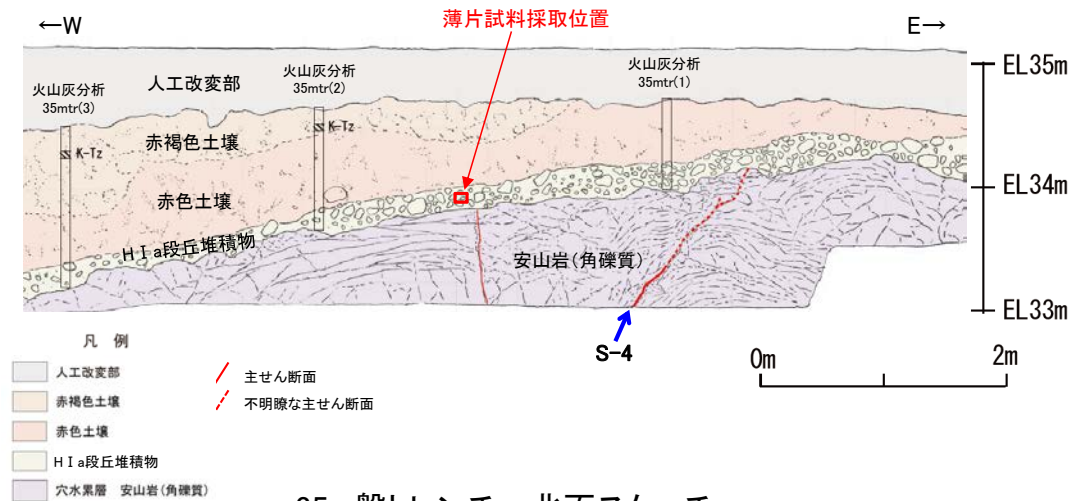 ←W
薄片試料採取位置
E→
EL35m
火山灰分析
35mtr(3)
人工改変部
火山灰分析
35mtr(2)
火山灰分析
35mtr(1)
K-Tz
K-Tz
赤褐色土壌
赤色土壌
EL34m
HⅠa段丘堆積物
安山岩(角礫質)
EL33m
S-4
0m
2m
凡 例
人工改変部
赤褐色土壌
赤色土壌
HⅠa段丘堆積物
穴水累層 安山岩(角礫質)
主せん断面
不明瞭な主せん断面